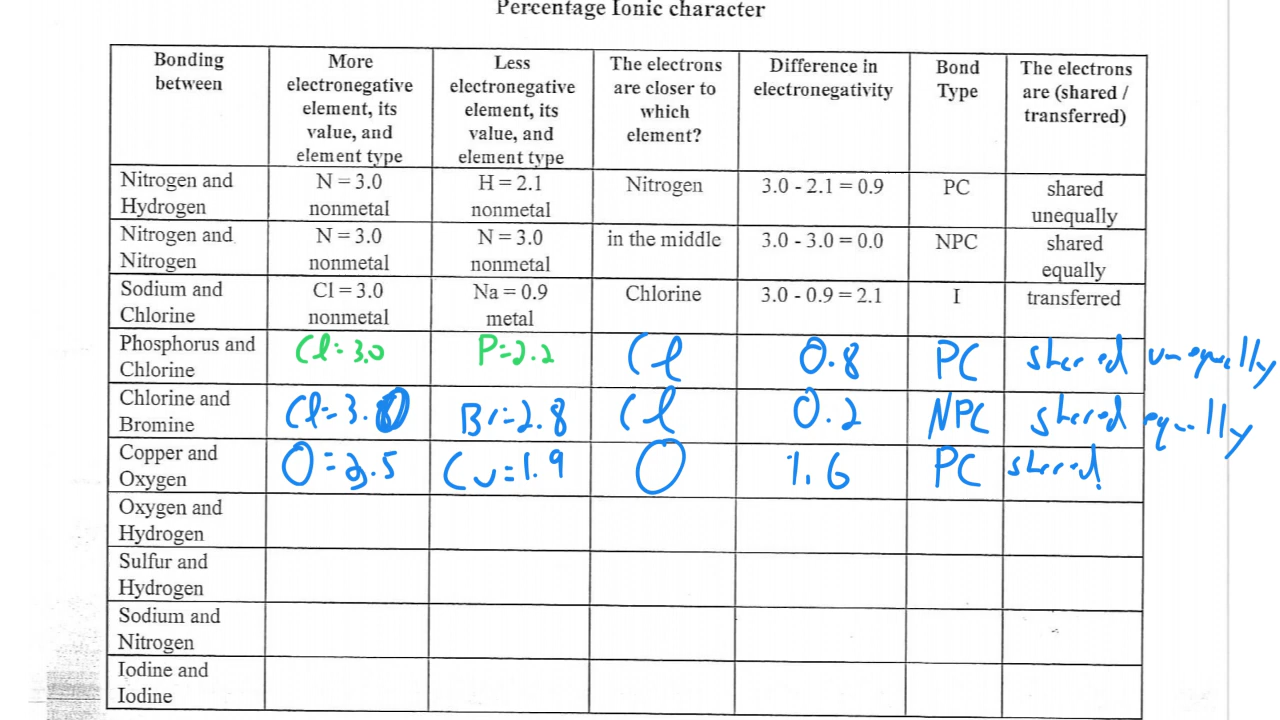 Percentage Ionic character
Bonding between
More electronegative element, its value, and element type
Less electronegative element, its value, and element type
The electrons are closer to which element?
Difference in electronegativity
Bond Type
The electrons are (shared / transferred)
Nitrogen and Hydrogen
N = 3.0 nonmetal
H = 2.1 nonmetal
Nitrogen
3.0 - 2.1 = 0.9
PC
shared unequally
Nitrogen and Nitrogen
N = 3.0 nonmetal
N = 3.0 nonmetal
in the middle
3.0 - 3.0 = 0.0
NPC
shared equally
Sodium and Chlorine
Cl = 3.0 nonmetal
Na = 0.9 metal
Chlorine
3.0 - 0.9 = 2.1
I
transferred
Phosphorus and Chlorine
Cl = 3.0
P = 2.2
Cl
0.8
PC
shared unequally
Chlorine and Bromine
Cl = 3.0
Br = 2.8
Cl
0.2
NPC
shared equally
Copper and Oxygen
O = 3.5
Cu = 1.9
O
1.6
PC
shared!
Oxygen and Hydrogen
Sulfur and Hydrogen
Sodium and Nitrogen
Iodine and Iodine